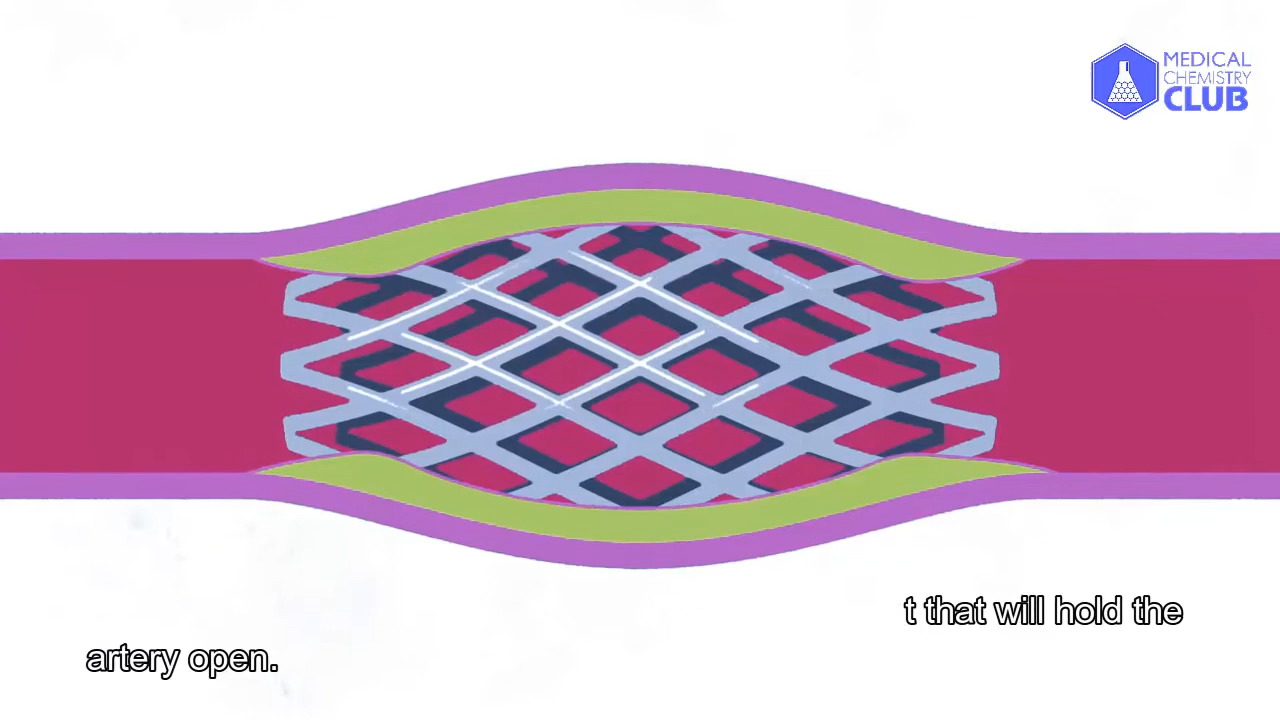 MEDICAL
CHEMISTRY
CLUB
t that will hold the
artery open.